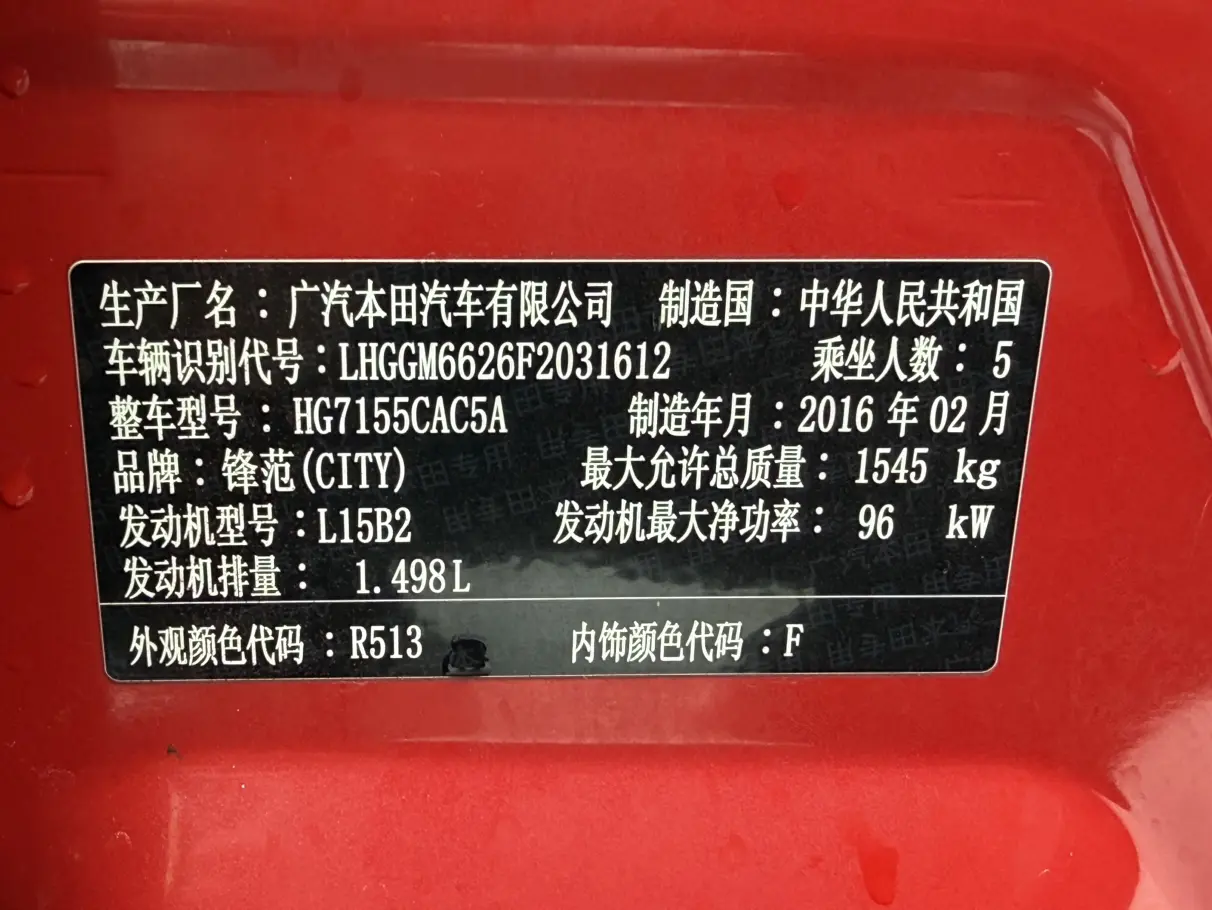 生产厂名：广汽本田汽车有限公司 制造国：中华人民共和国
车辆识别代号：LHGGM6626F2031612 乘坐人数：5
整车型号：HG7155CAC5A 制造年月：2016 年 02 月
品牌：锋范(CITY) 最大允许总质量：1545 kg
发动机型号：L15B2 发动机最大净功率：96 kW
发动机排量：1.498L
外观颜色代码：R513 内饰颜色代码：F